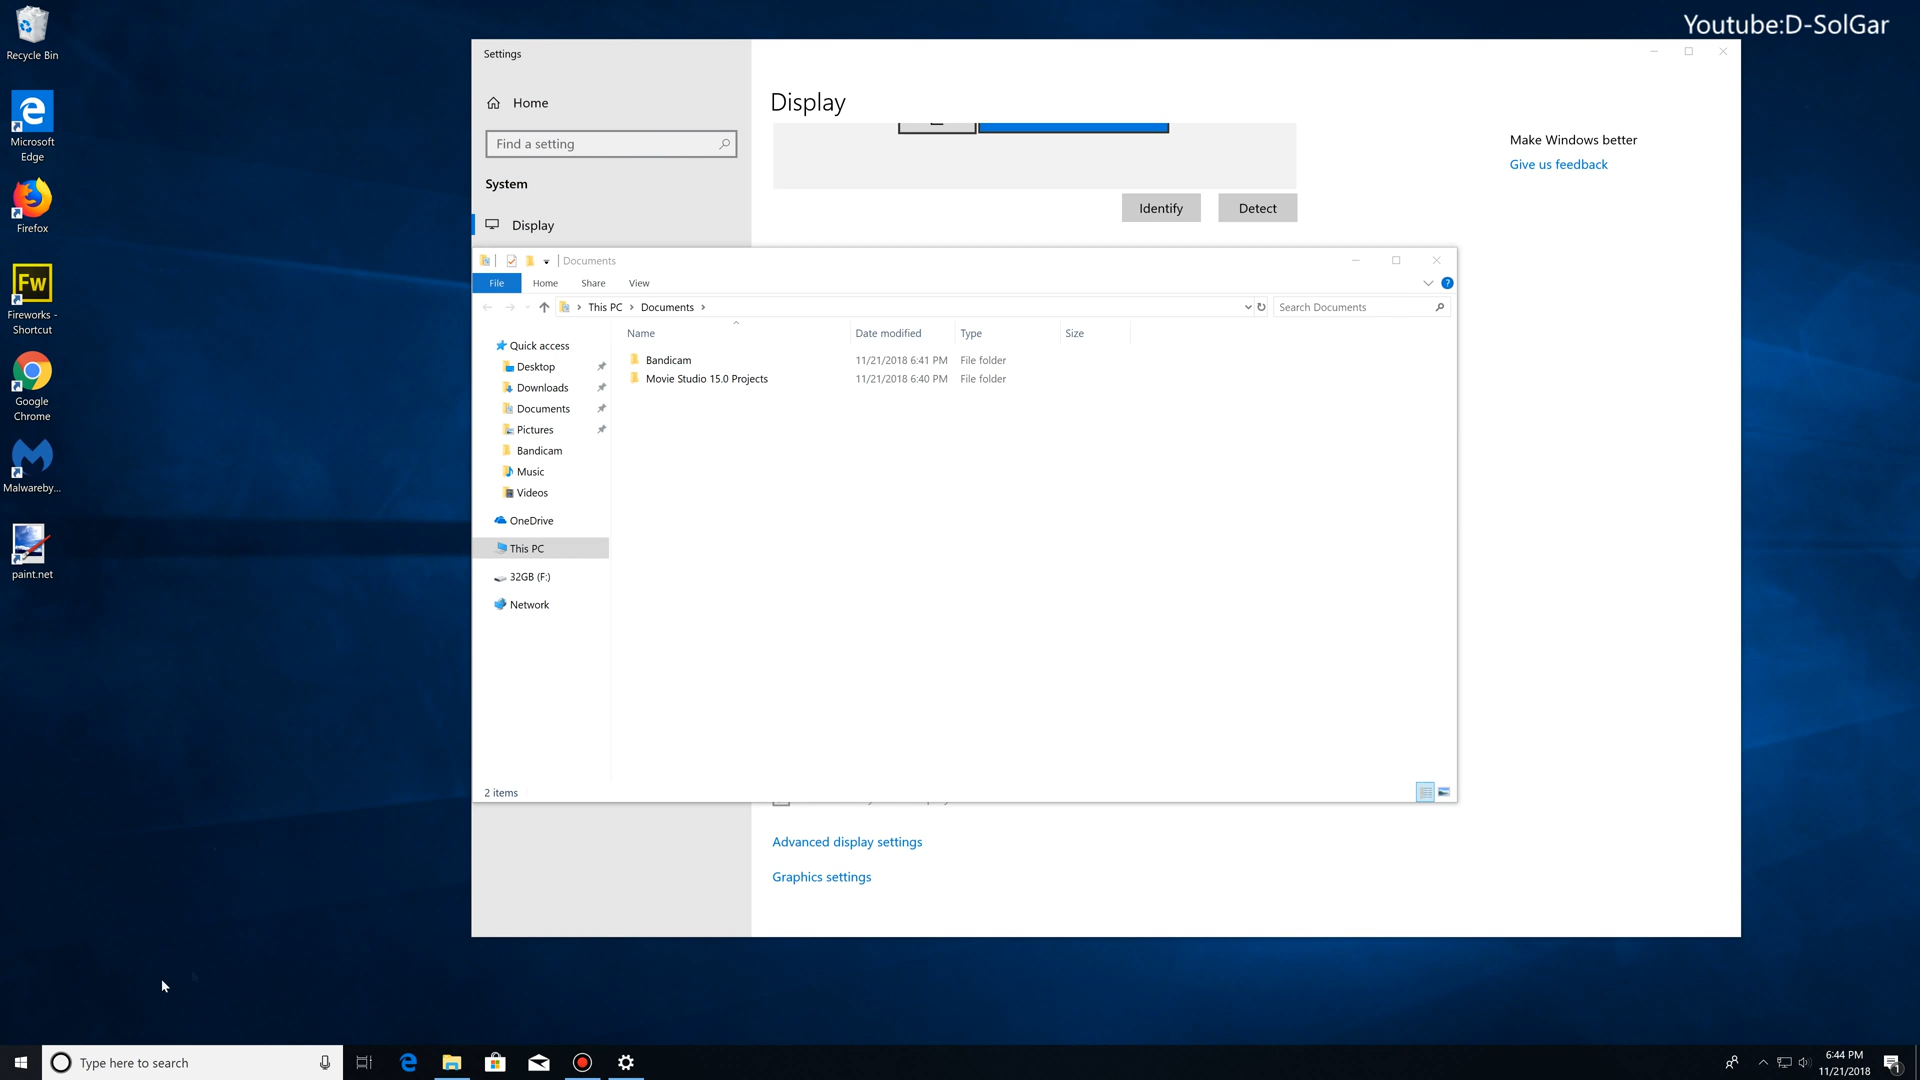 Youtube:D-SolGar
Recycle Bin
Microsoft
Edge
Firefox
Fw
Fireworks -
Shortcut
Google
Chrome
Malwareby...
paint.net
Settings
Home
Find a setting
System
Display
Display
Identify
Detect
Make Windows better
Give us feedback
Documents
File
Home
Share
View
This PC
Documents
Search Documents
Name
Date modified
Type
Size
Quick access
Desktop
Downloads
Documents
Pictures
Bandicam
Music
Videos
OneDrive
This PC
32GB (F:)
Network
Bandicam 11/21/2018 6:41 PM File folder
Movie Studio 15.0 Projects 11/21/2018 6:40 PM File folder
2 items
Advanced display settings
Graphics settings
Type here to search
6:44 PM
11/21/2018
1